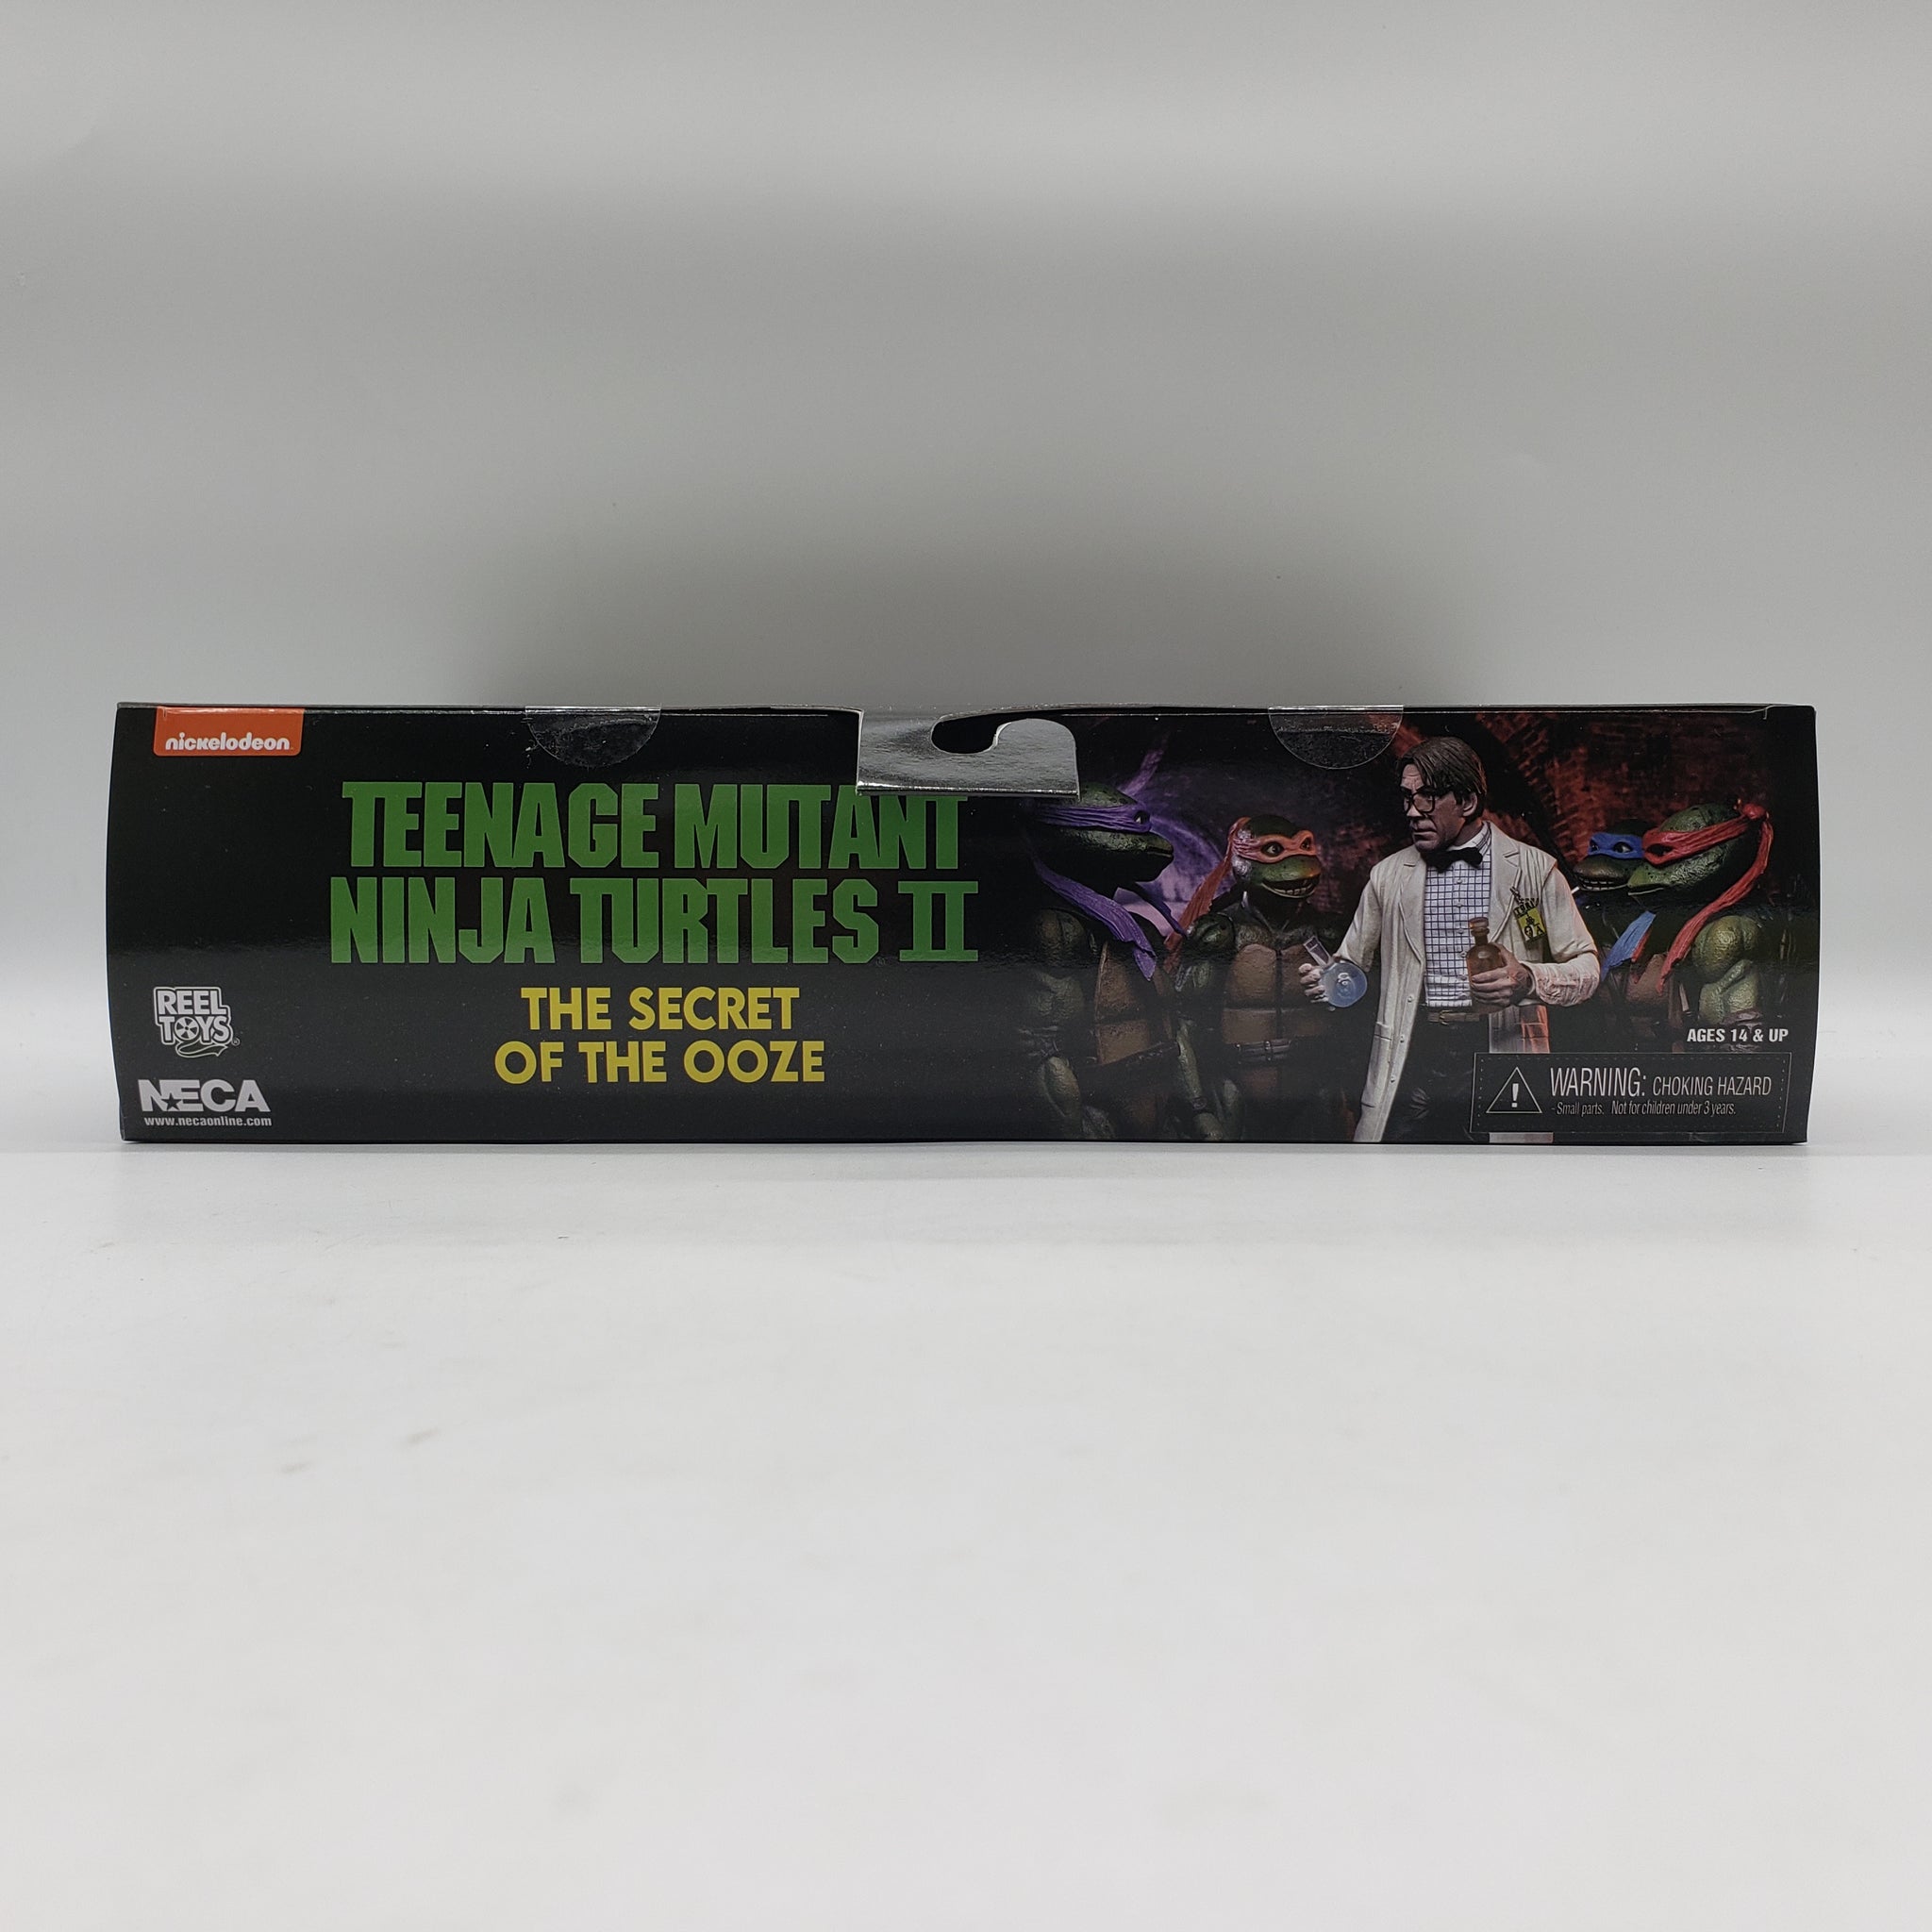 nickelodeon
TEENAGE MUTANT
NINJA TURTLES II
THE SECRET
OF THE OOZE
REEL
TOYS
NECA
www.necaonline.com
AGES 14 & UP
WARNING: CHOKING HAZARD
- Small parts. Not for children under 3 years.